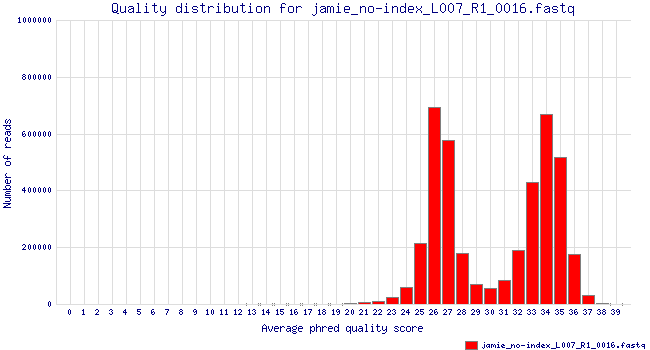 Quality distribution for jamie_no-index_L007_R1_0016.fastq
1000000
800000
600000
400000
200000
0
Number of reads
0 1 2 3 4 5 6 7 8 9 10 11 12 13 14 15 16 17 18 19 20 21 22 23 24 25 26 27 28 29 30 31 32 33 34 35 36 37 38 39
Average phred quality score
jamie_no-index_L007_R1_0016.fastq